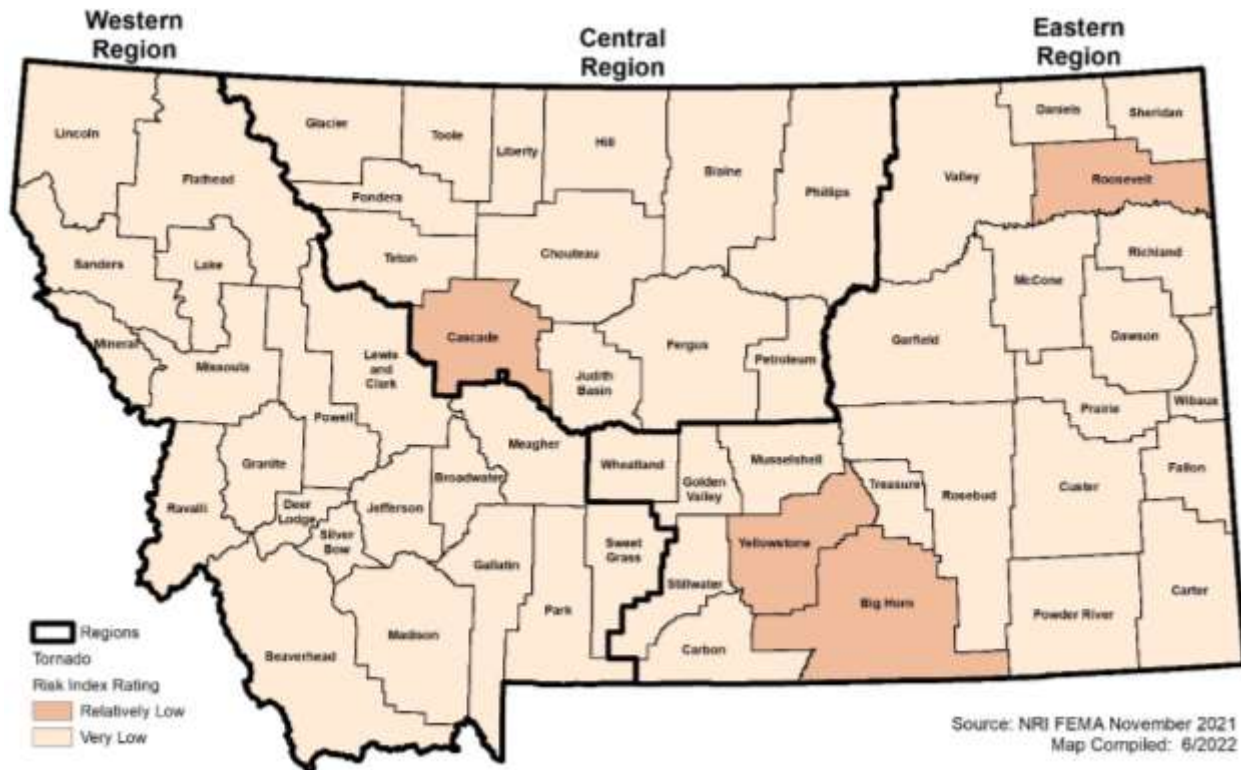 Western
Region
Central
Region
Eastern
Region
Lincoln
Flathead
Glacier
Toole
Liberty
Hill
Blaine
Phillips
Valley
Daniels
Sheridan
Roosevelt
Pondera
Teton
Chouteau
Sanders
Lake
Richland
McCone
Mineral
Missoula
Lewis
and
Clark
Cascade
Judith
Basin
Fergus
Petroleum
Garfield
Dawson
Wibaux
Prairie
Powell
Meagher
Granite
Ravalli
Deer
Lodge
Silver
Bow
Jefferson
Broadwater
Wheatland
Golden
Valley
Musselshell
Treasure
Rosebud
Custer
Fallon
Gallatin
Park
Sweet
Grass
Stillwater
Yellowstone
Big Horn
Powder River
Carter
Carbon
Beaverhead
Madison
Regions
Tornado
Risk Index Rating
Relatively Low
Very Low
Source: NRI FEMA November 2021
Map Compiled: 6/2022